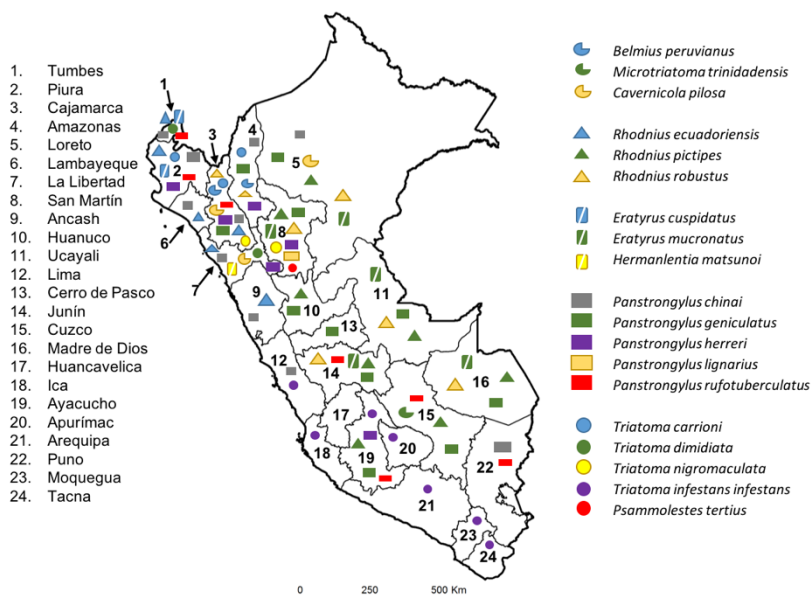 1. Tumbes
2. Piura
3. Cajamarca
4. Amazonas
5. Loreto
6. Lambayeque
7. La Libertad
8. San Martín
9. Ancash
10. Huanuco
11. Ucayali
12. Lima
13. Cerro de Pasco
14. Junín
15. Cuzco
16. Madre de Dios
17. Huancavelica
18. Ica
19. Ayacucho
20. Apurímac
21. Arequipa
22. Puno
23. Moquegua
24. Tacna
1
2
3
4
5
6
7
8
9
10
11
12
13
14
15
16
17
18
19
20
21
22
23
24
0 250 500 Km
Belmius peruvianus
Microtriatoma trinidadensis
Cavernicola pilosa
Rhodnius ecuadoriensis
Rhodnius pictipes
Rhodnius robustus
Eratyrus cuspidatus
Eratyrus mucronatus
Hermanlentia matsunoi
Panstrongylus chinai
Panstrongylus geniculatus
Panstrongylus herreri
Panstrongylus lignarius
Panstrongylus rufotuberculatus
Triatoma carrioni
Triatoma dimidiata
Triatoma nigromaculata
Triatoma infestans infestans
Psammolestes tertius